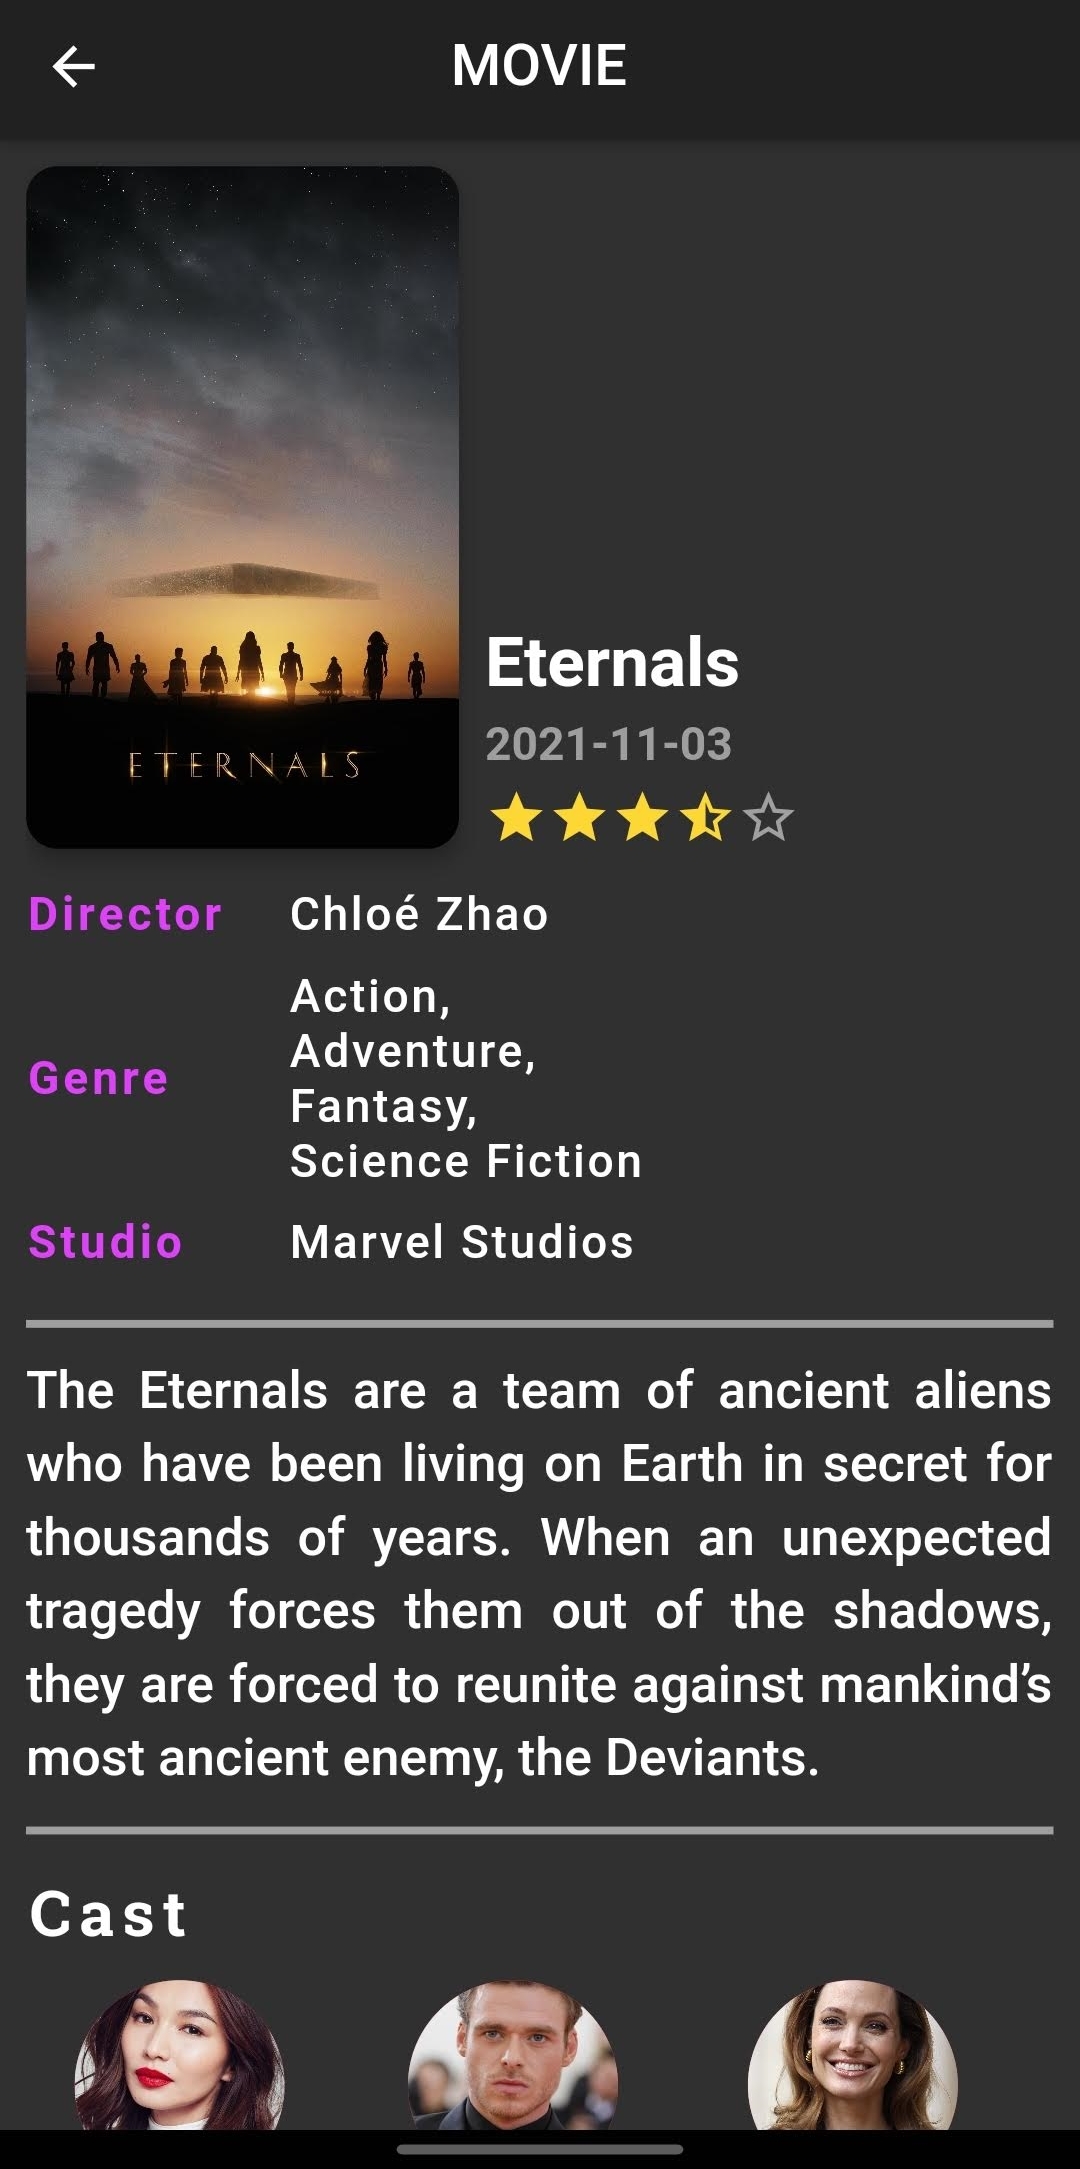 MOVIE
ETERNALS
Eternals
2021-11-03
Director Chloé Zhao
Genre Action,
Adventure,
Fantasy,
Science Fiction
Studio Marvel Studios
The Eternals are a team of ancient aliens
who have been living on Earth in secret for
thousands of years. When an unexpected
tragedy forces them out of the shadows,
they are forced to reunite against mankind’s
most ancient enemy, the Deviants.
Cast